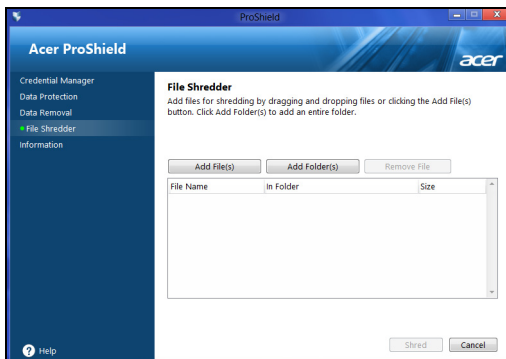 ProShield
Acer ProShield
acer
Credential Manager
Data Protection
Data Removal
File Shredder
Information
File Shredder
Add files for shredding by dragging and dropping files or clicking the Add File(s)
button. Click Add Folder(s) to add an entire folder.
Add File(s) Add Folder(s) Remove File
File Name In Folder Size
Shred Cancel
? Help